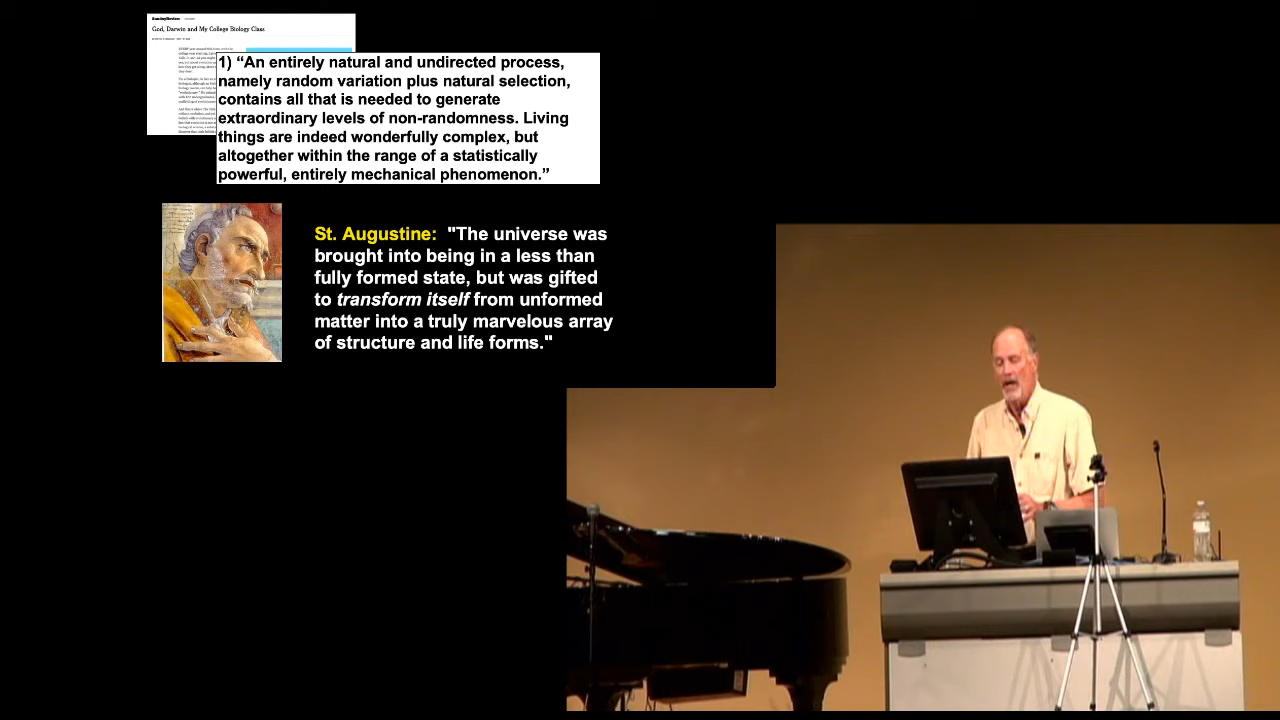 SundayReview
God, Darwin and My College Biology Class
1) “An entirely natural and undirected process,
namely random variation plus natural selection,
contains all that is needed to generate
extraordinary levels of non-randomness. Living
things are indeed wonderfully complex, but
altogether within the range of a statistically
powerful, entirely mechanical phenomenon.”
St. Augustine: "The universe was
brought into being in a less than
fully formed state, but was gifted
to transform itself from unformed
matter into a truly marvelous array
of structure and life forms."